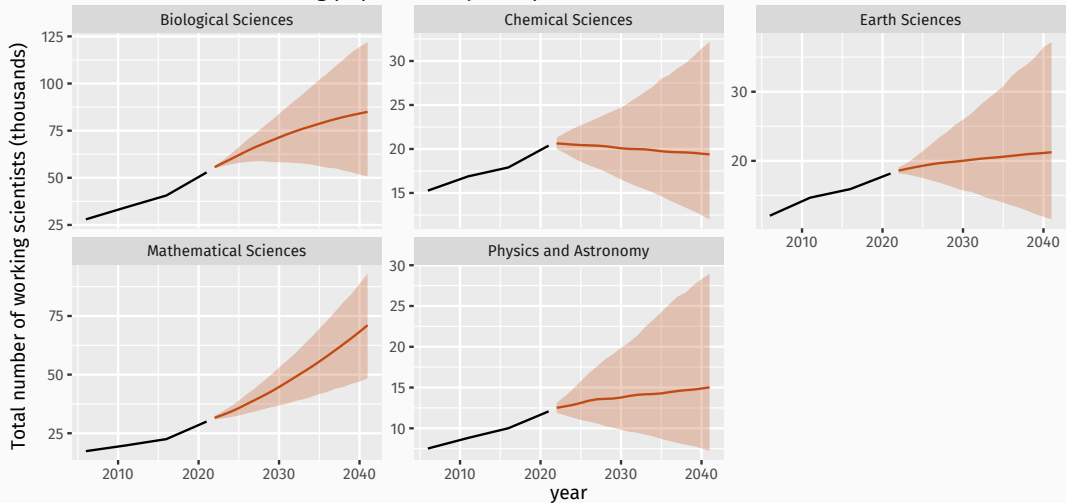 Biological Sciences
Chemical Sciences
Earth Sciences
Total number of working scientists (thousands)
125
100
75
50
25
30
25
20
15
30
20
2010 2020 2030 2040
Mathematical Sciences
Physics and Astronomy
75
50
25
2010 2020 2030 2040
30
25
20
15
10
2010 2020 2030 2040
year